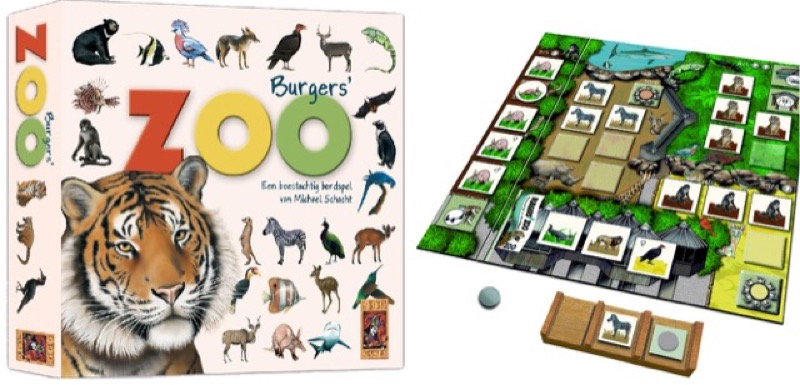 ZOO
Burgers'
Burgers'
ZOO
Een beestachtig bordspel
van Michael Schacht